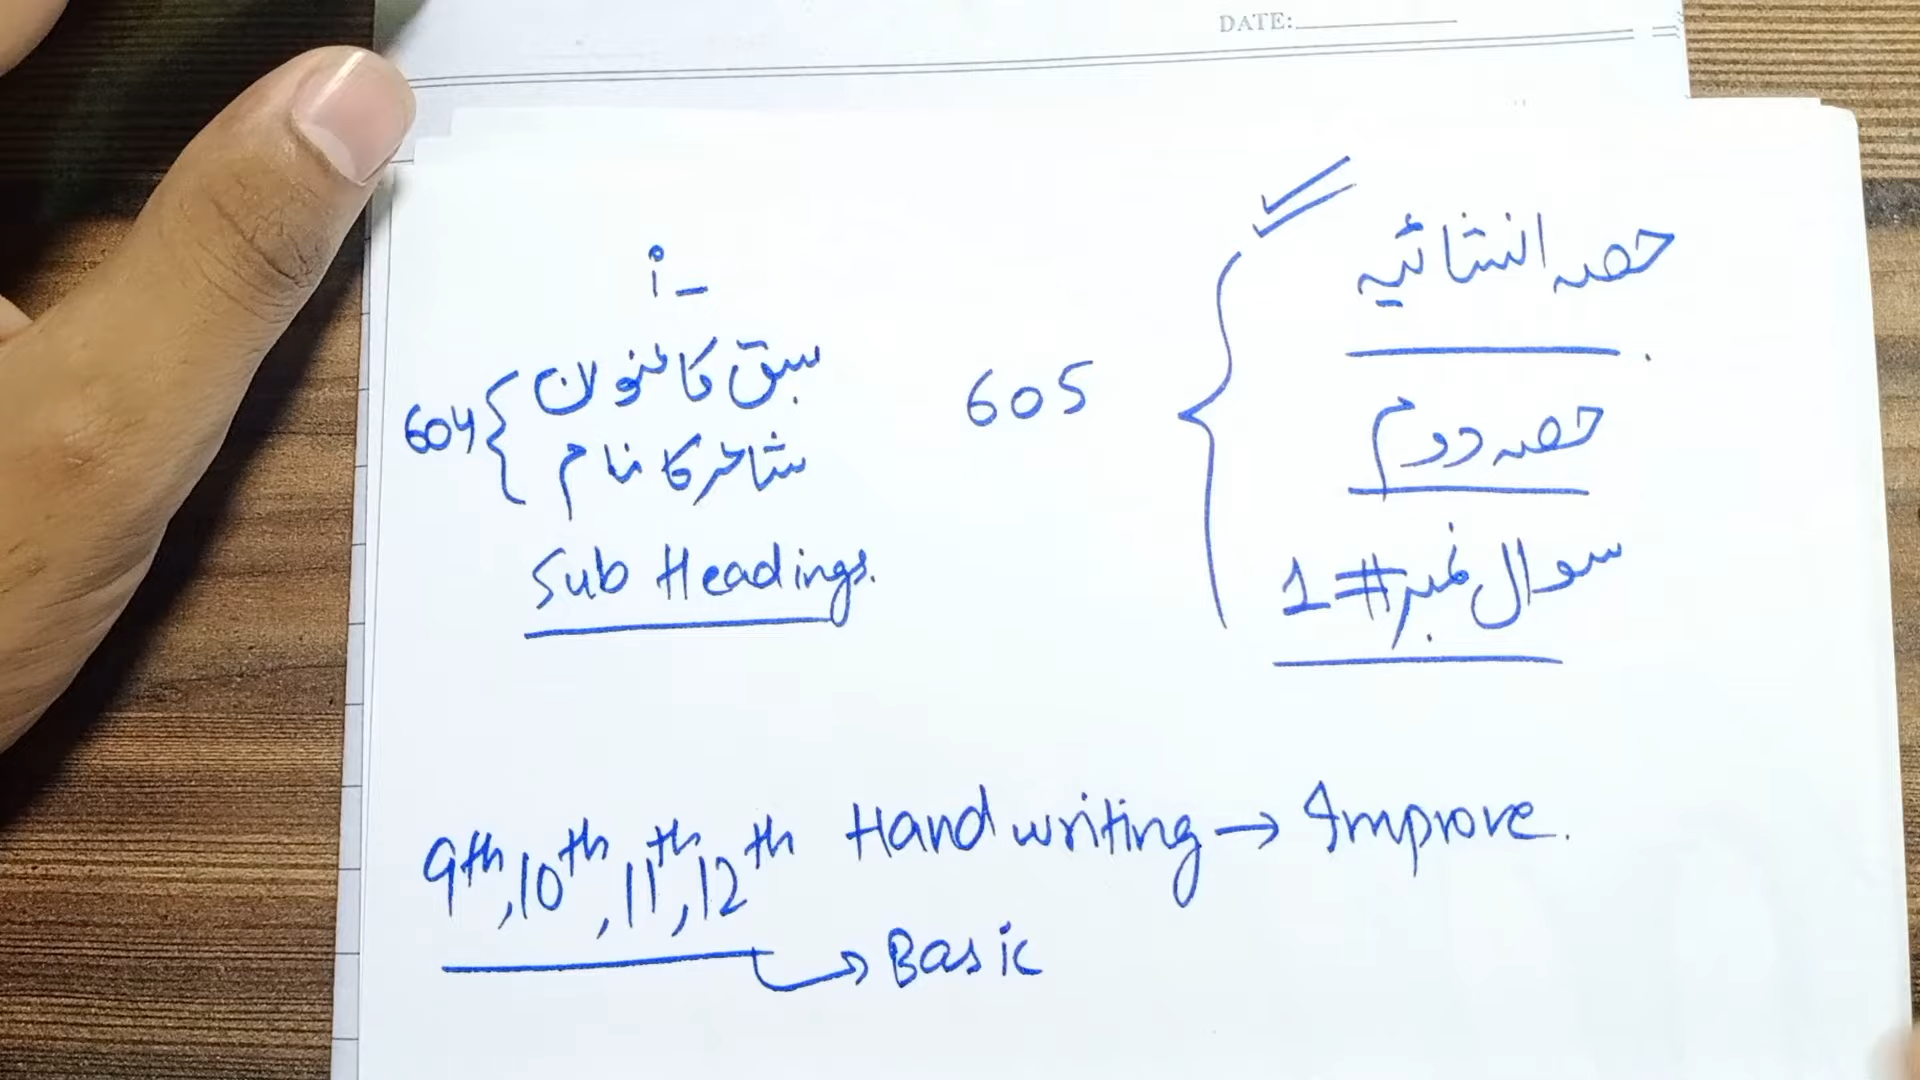 DATE:
حصہ انشائیہ
حصہ دوم
سوال نمبر # 1
605
i -
سبق کا عنوان
شاعر کا نام
604
Sub Headings.
9th, 10th, 11th, 12th Hand writing → Improve.
→ Basic